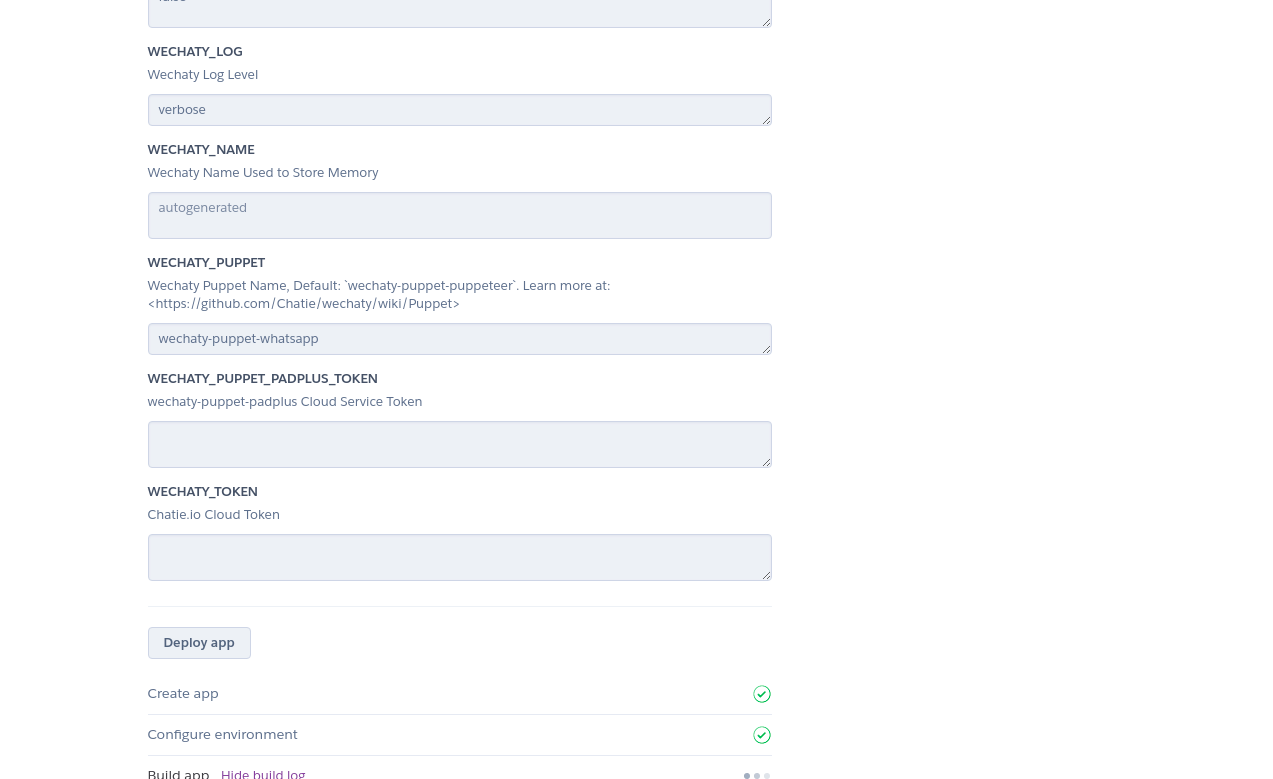 false
WECHATY_LOG
Wechaty Log Level
verbose
WECHATY_NAME
Wechaty Name Used to Store Memory
autogenerated
WECHATY_PUPPET
Wechaty Puppet Name, Default: `wechaty-puppet-puppeteer`. Learn more at:
<https://github.com/Chatie/wechaty/wiki/Puppet>
wechaty-puppet-whatsapp
WECHATY_PUPPET_PADPLUS_TOKEN
wechaty-puppet-padplus Cloud Service Token
WECHATY_TOKEN
Chatie.io Cloud Token
Deploy app
Create app
Configure environment
Build app Hide build log